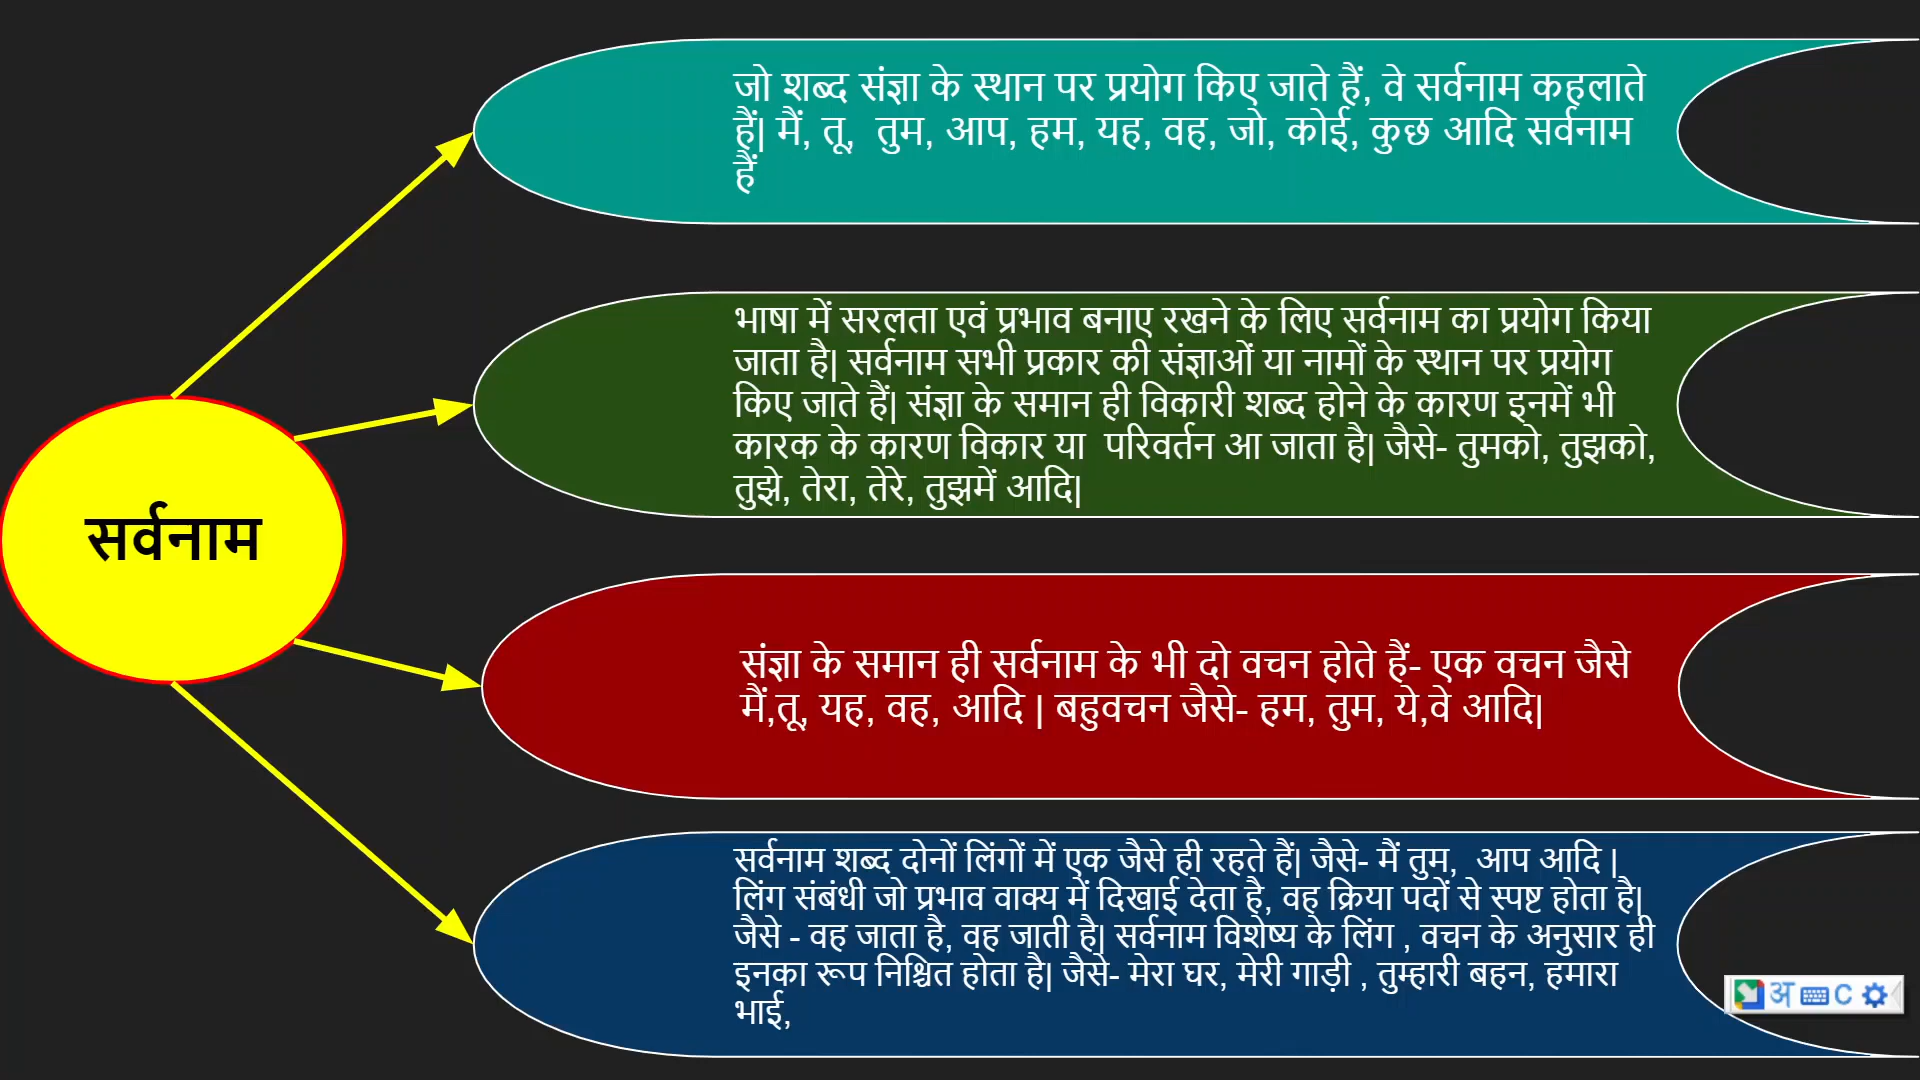 सर्वनाम
जो शब्द संज्ञा के स्थान पर प्रयोग किए जाते हैं, वे सर्वनाम कहलाते
हैं| मैं, तू,  तुम, आप, हम, यह, वह, जो, कोई, कुछ आदि सर्वनाम
हैं
भाषा में सरलता एवं प्रभाव बनाए रखने के लिए सर्वनाम का प्रयोग किया
जाता है| सर्वनाम सभी प्रकार की संज्ञाओं या नामों के स्थान पर प्रयोग
किए जाते हैं| संज्ञा के समान ही विकारी शब्द होने के कारण इनमें भी
कारक के कारण विकार या  परिवर्तन आ जाता है| जैसे- तुमको, तुझको,
तुझे, तेरा, तेरे, तुझमें आदि|
संज्ञा के समान ही सर्वनाम के भी दो वचन होते हैं- एक वचन जैसे
मैं,तू, यह, वह, आदि | बहुवचन जैसे- हम, तुम, ये,वे आदि|
सर्वनाम शब्द दोनों लिंगों में एक जैसे ही रहते हैं| जैसे- मैं तुम,  आप आदि |
लिंग संबंधी जो प्रभाव वाक्य में दिखाई देता है, वह क्रिया पदों से स्पष्ट होता है|
जैसे - वह जाता है, वह जाती है| सर्वनाम विशेष्य के लिंग , वचन के अनुसार ही
इनका रूप निश्चित होता है| जैसे- मेरा घर, मेरी गाड़ी , तुम्हारी बहन, हमारा
भाई,
अ C